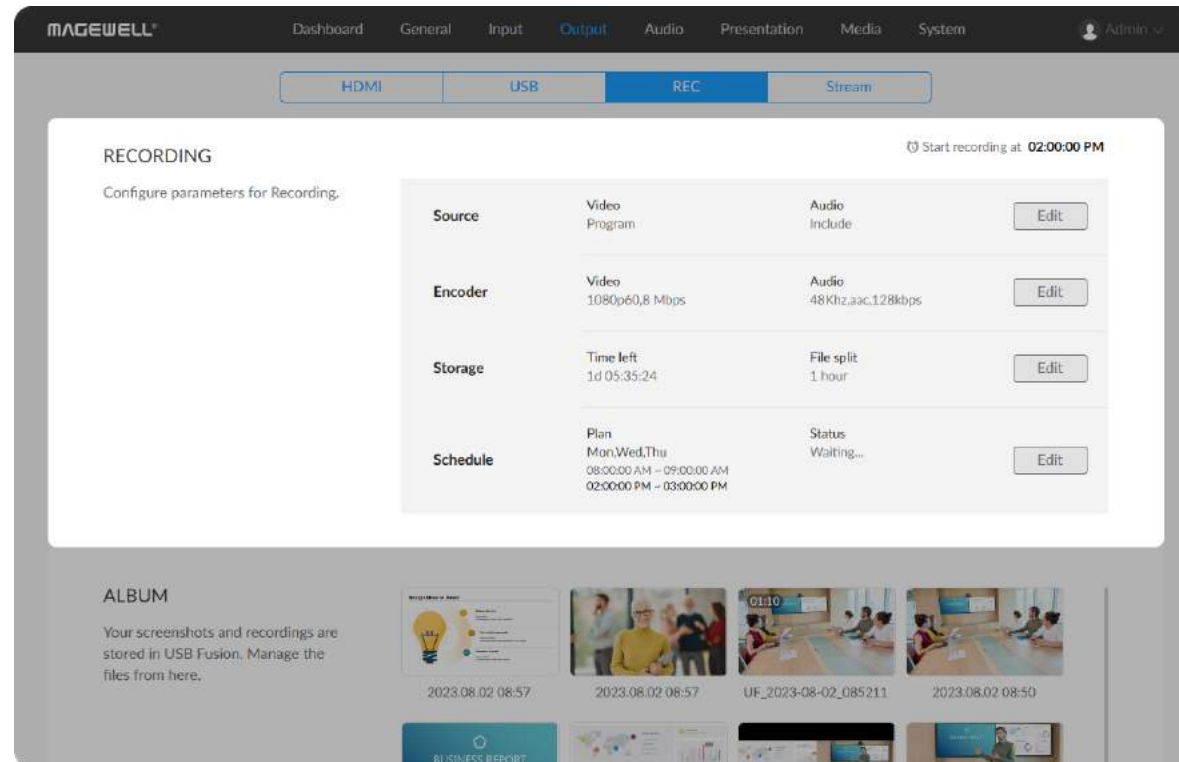 MAGEWELL®
Dashboard General Input Output Audio Presentation Media System Admin
HDMI USB REC Stream
RECORDING
Start recording at 02:00:00 PM
Configure parameters for Recording.
Source
Video
Program
Audio
Include
Edit
Encoder
Video
1080p60,8 Mbps
Audio
48Khz,aac,128kbps
Edit
Storage
Time left
1d 05:35:24
File split
1 hour
Edit
Schedule
Plan
Mon,Wed,Thu
08:00:00 AM ~ 09:00:00 AM
02:00:00 PM ~ 03:00:00 PM
Status
Waiting...
Edit
ALBUM
Your screenshots and recordings are
stored in USB Fusion. Manage the
files from here.
01:10
2023.08.02 08:57
2023.08.02 08:57
UF_2023-08-02_085211
2023.08.02 08:50
BUSINESS REPORT